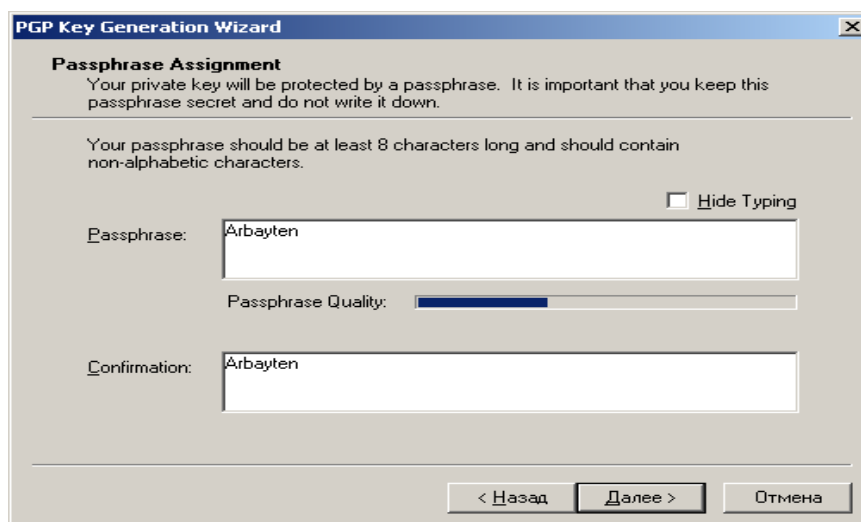 PGP Key Generation Wizard
Passphrase Assignment
Your private key will be protected by a passphrase. It is important that you keep this
passphrase secret and do not write it down.
Your passphrase should be at least 8 characters long and should contain
non-alphabetic characters.
Hide Typing
Passphrase:
Arbayten
Passphrase Quality:
Confirmation:
Arbayten
< Назад
Далее >
Отмена